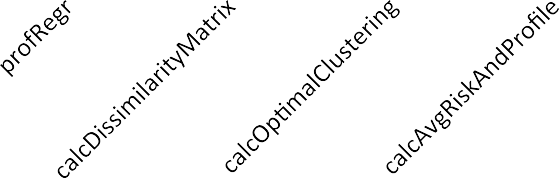 profRegr
calcDissimilarityMatrix
calcOptimalClustering
calcAvgRiskAndProfile